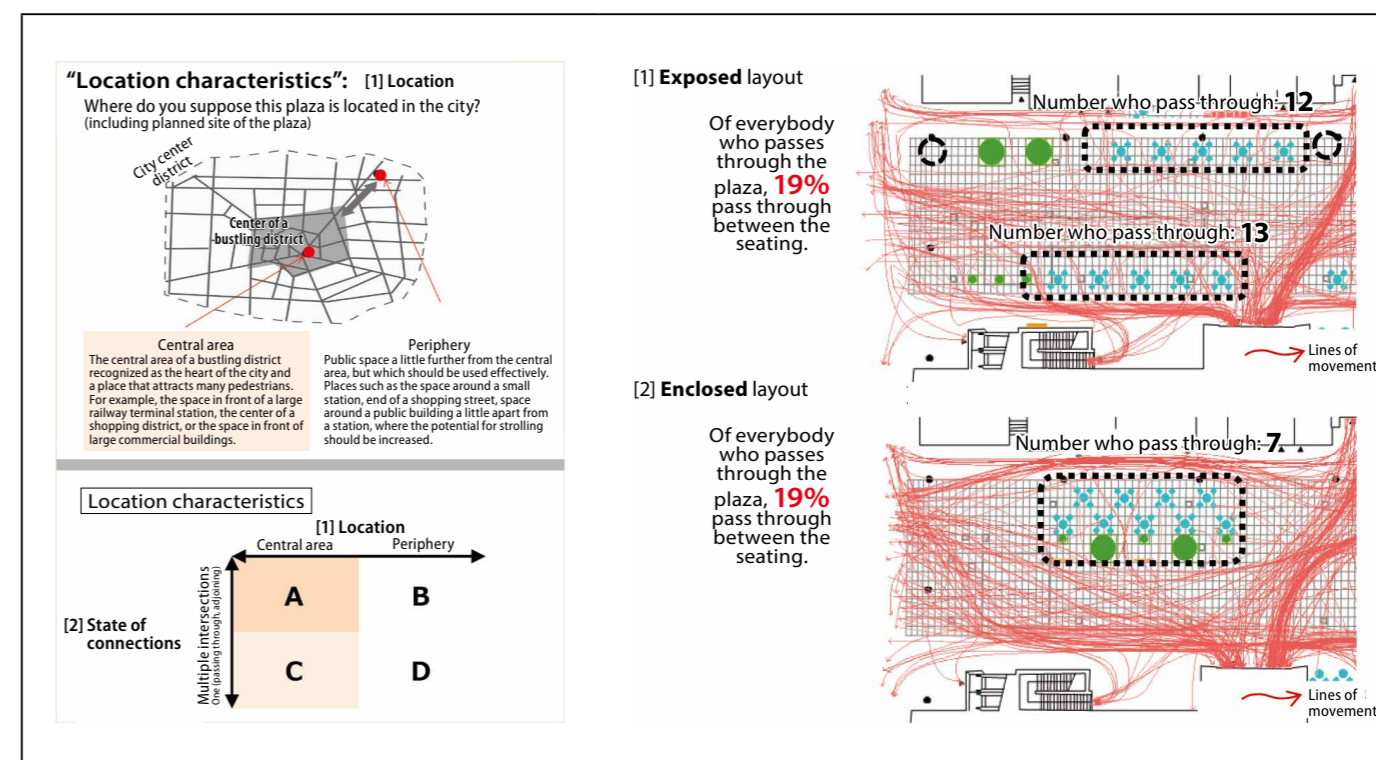 “Location characteristics”: [1] Location
Where do you suppose this plaza is located in the city?
(including planned site of the plaza)
City center
district
Center of a
bustling district
Central area
The central area of a bustling district
recognized as the heart of the city and
a place that attracts many pedestrians.
For example, the space in front of a large
railway terminal station, the center of a
shopping district, or the space in front of
large commercial buildings.
Periphery
Public space a little further from the central
area, but which should be used effectively.
Places such as the space around a small
station, end of a shopping street, space
around a public building a little apart from
a station, where the potential for strolling
should be increased.
Location characteristics
[1] Location
Central area
Periphery
[2] State of
connections
Multiple intersections
One (passing through, adjoining)
A
B
C
D
[1] Exposed layout
Of everybody
who passes
through the
plaza, 19%
pass through
between the
seating.
Number who pass through: 12
Number who pass through: 13
Lines of
movement
[2] Enclosed layout
Of everybody
who passes
through the
plaza, 19%
pass through
between the
seating.
Number who pass through: 7
Lines of
movement